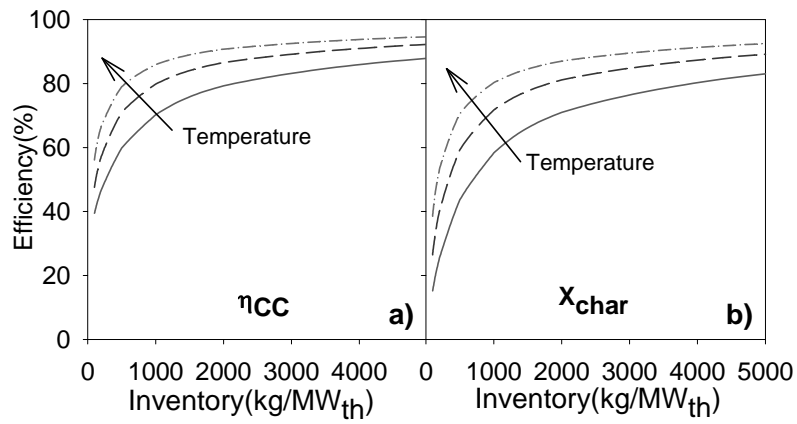 100
80
60
40
20
0
Efficiency(%)
Temperature
ηCC
a)
0 1000 2000 3000 4000
Inventory(kg/MWth)
Temperature
Xchar
b)
0 1000 2000 3000 4000 5000
Inventory(kg/MWth)